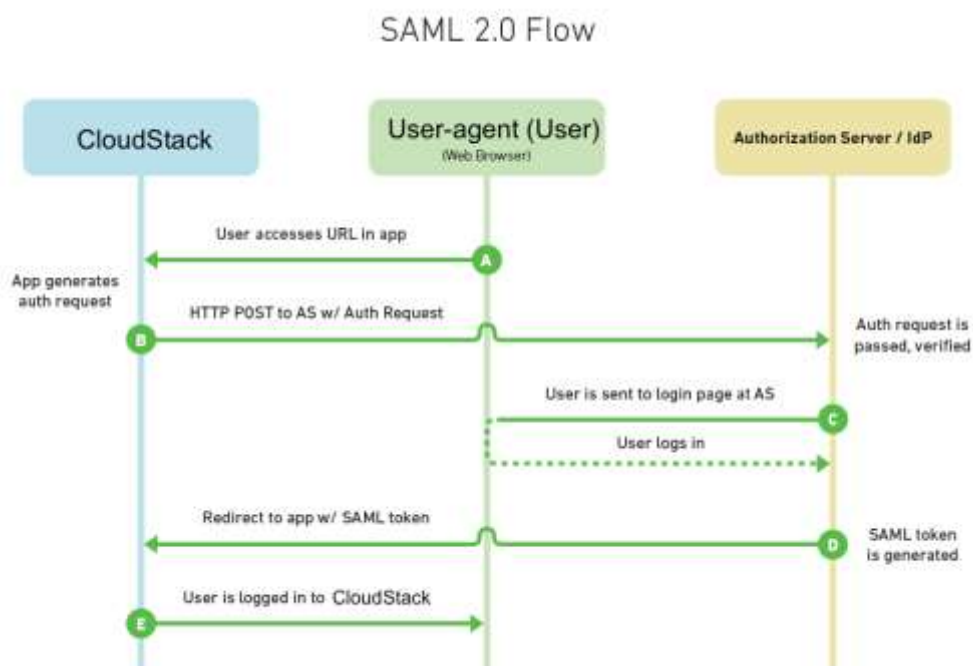 SAML 2.0 Flow
CloudStack
User-agent (User)
(Web Browser)
Authorization Server / IdP
User accesses URL in app
A
App generates
auth request
HTTP POST to AS w/ Auth Request
B
Auth request is
passed, verified
User is sent to login page at AS
C
User logs in
Redirect to app w/ SAML token
D
SAML token
is generated
User is logged in to CloudStack
E